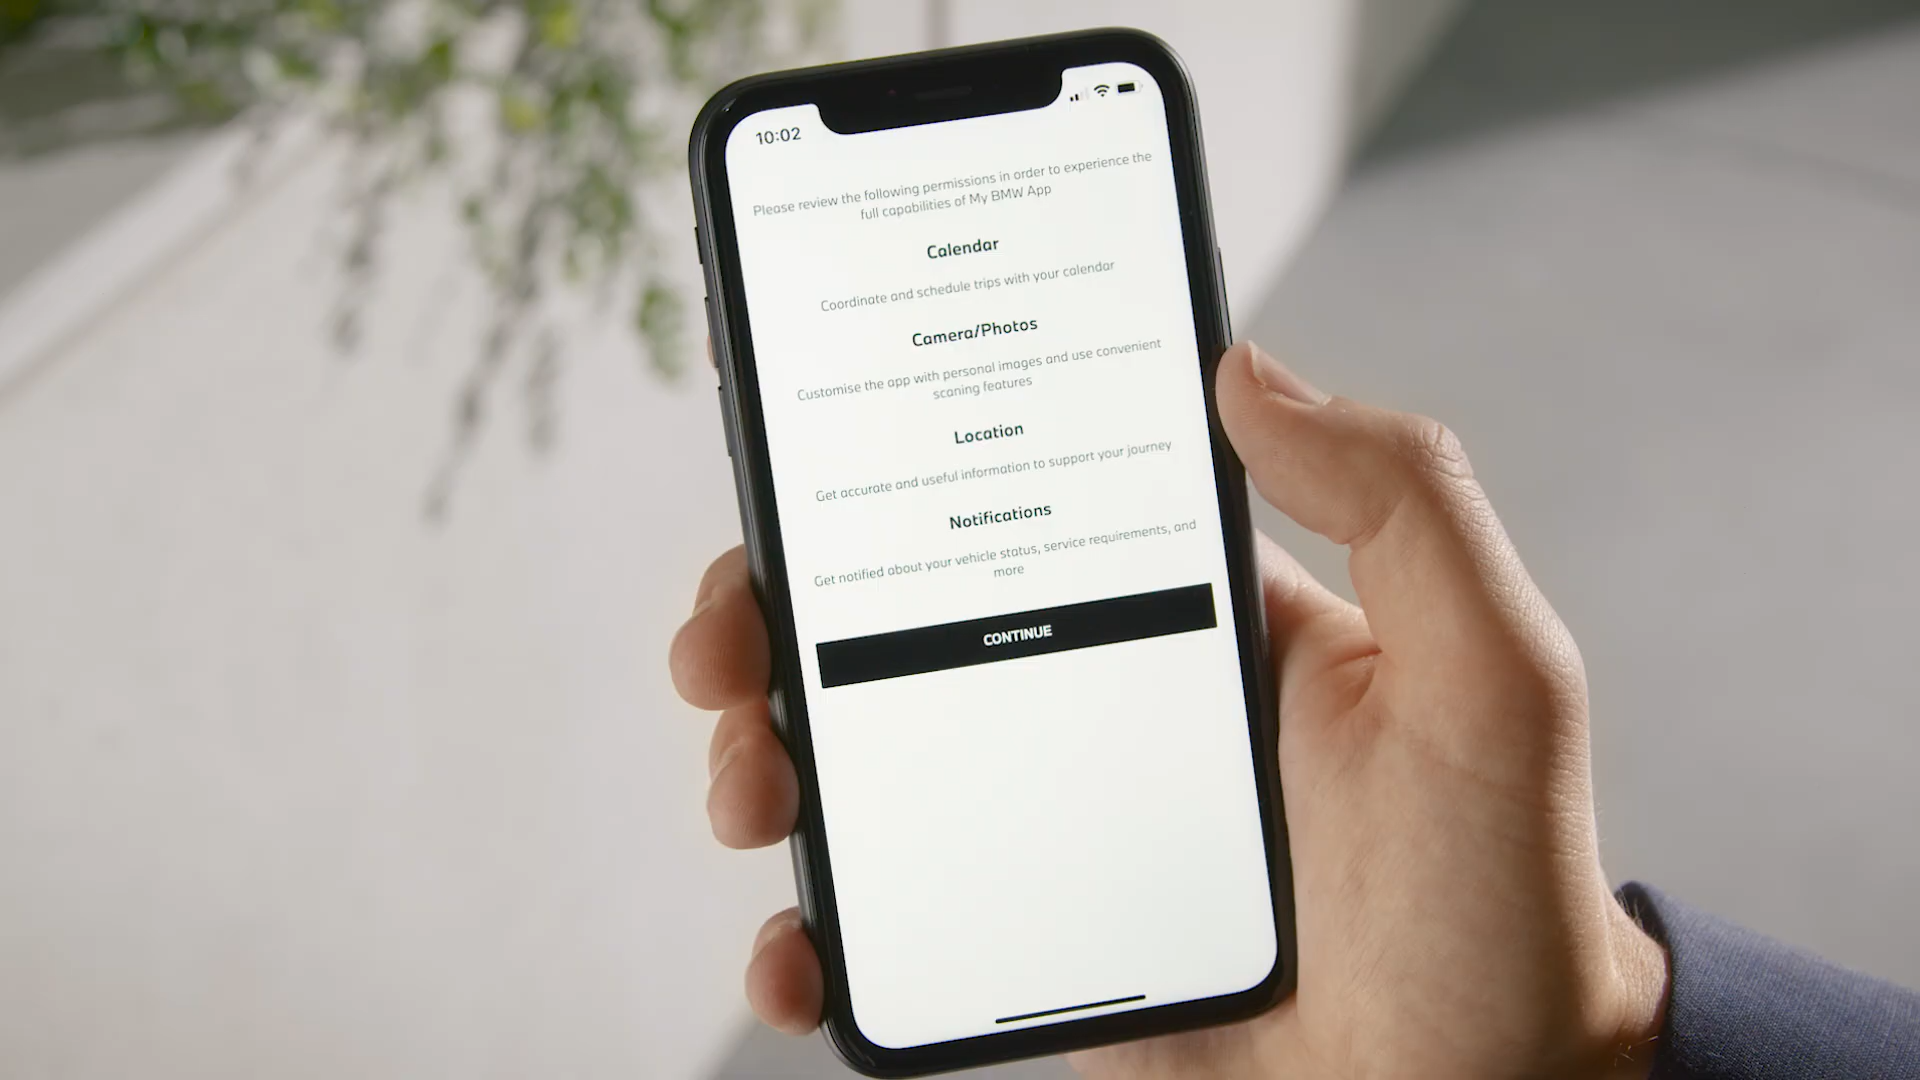 10:02
Please review the following permissions in order to experience the
full capabilities of My BMW App
Calendar
Coordinate and schedule trips with your calendar
Camera/Photos
Customise the app with personal images and use convenient
scaning features
Location
Get accurate and useful information to support your journey
Notifications
Get notified about your vehicle status, service requirements, and
more
CONTINUE